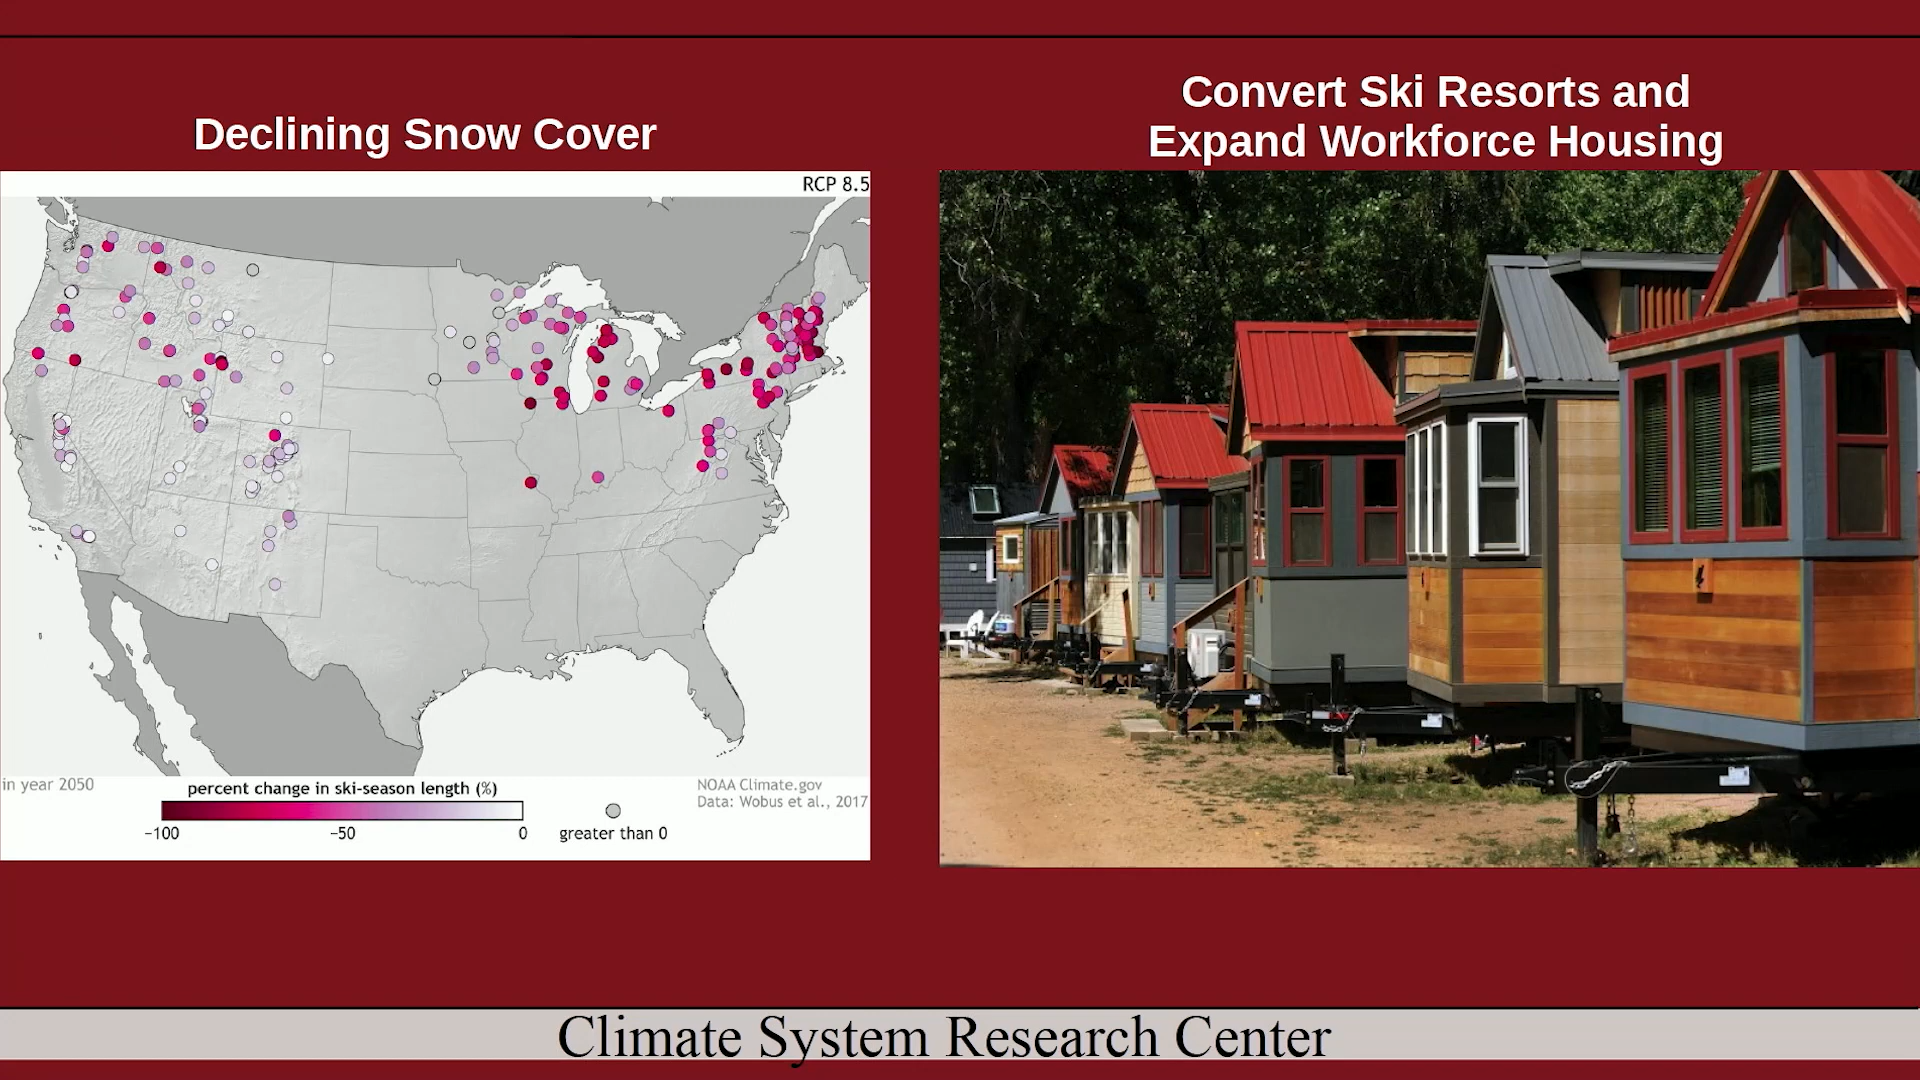 Declining Snow Cover
Convert Ski Resorts and
Expand Workforce Housing
RCP 8.5
in year 2050
percent change in ski-season length (%)
−100
−50
0
greater than 0
NOAA Climate.gov
Data: Wobus et al., 2017
Climate System Research Center